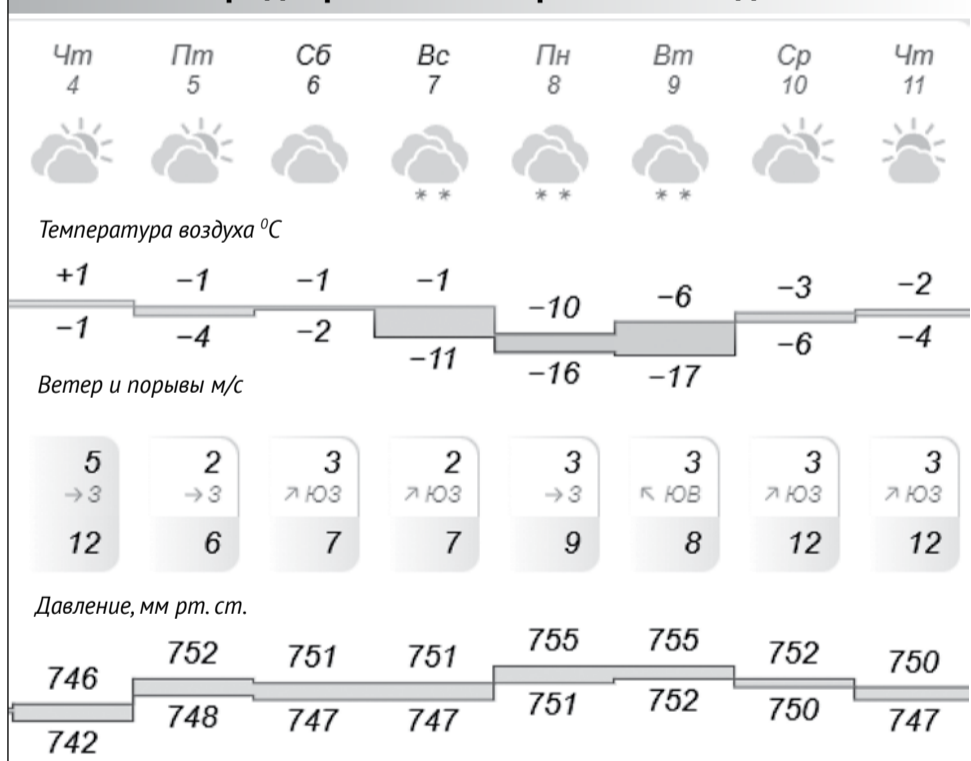 Чт Пт Сб Вс Пн Вт Ср Чт
4 5 6 7 8 9 10 11
Температура воздуха ⁰С
+1 −1 −1 −1 −10 −6 −3 −2
−1 −4 −2 −11 −16 −17 −6 −4
Ветер и порывы м/с
5 2 3 2 3 3 3 3
→ З → З ↗ ЮЗ ↗ ЮЗ → З ↖ ЮВ ↗ ЮЗ ↗ ЮЗ
12 6 7 7 9 8 12 12
Давление, мм рт. ст.
746 752 751 751 755 755 752 750
742 748 747 747 751 752 750 747